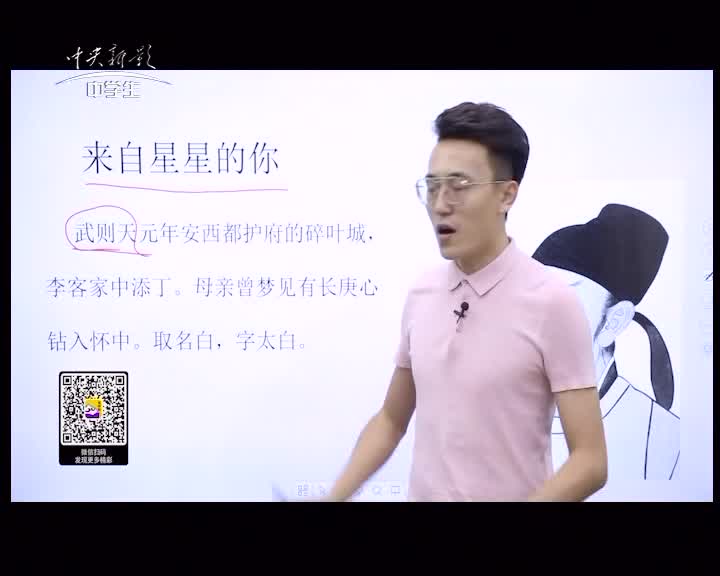 中央新影
中学生
来自星星的你
武则天元年安西都护府的碎叶城，
李客家中添丁。母亲曾梦见有长庚心
钻入怀中。取名白，字太白。
微信扫码
发现更多精彩